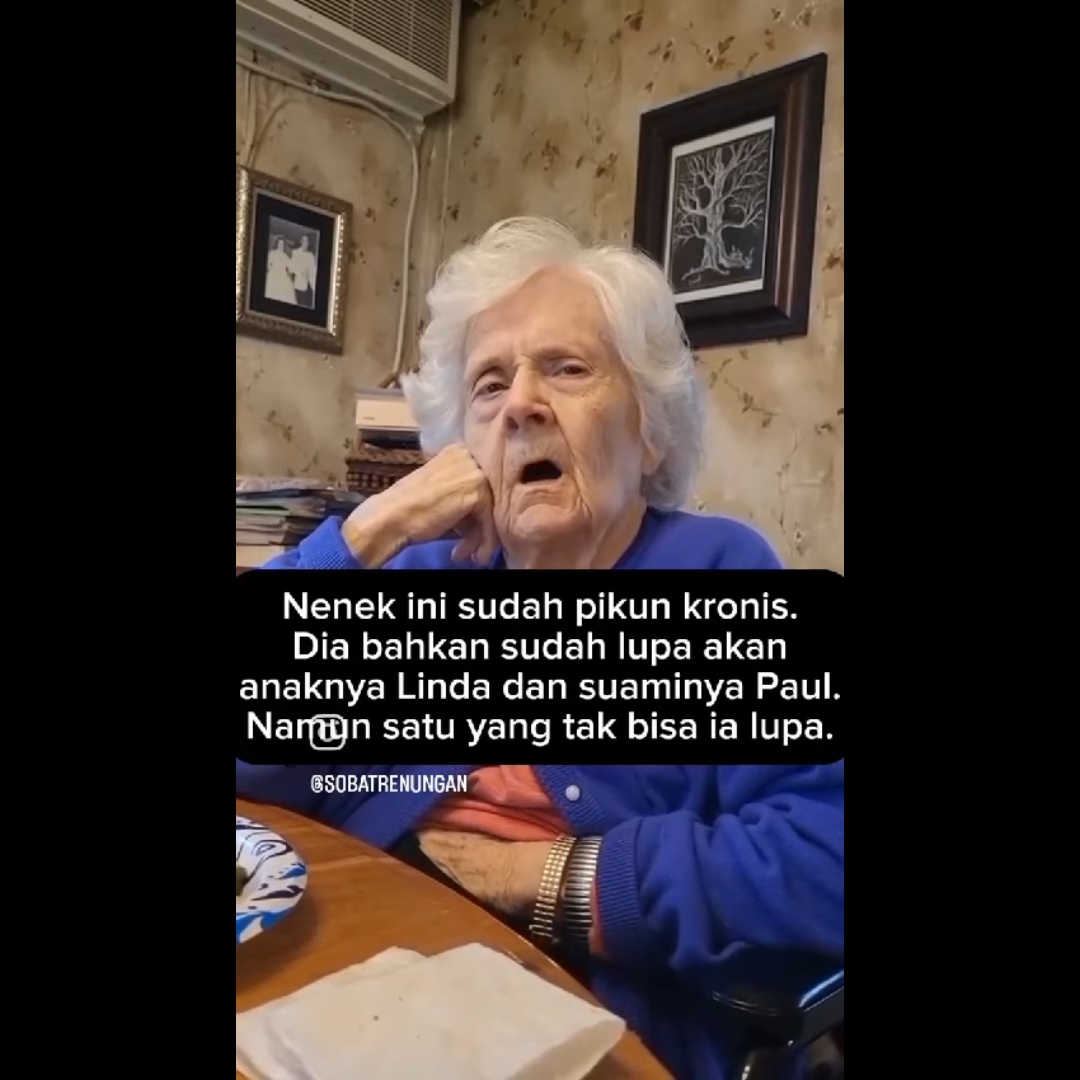 Nenek ini sudah pikun kronis.
Dia bahkan sudah lupa akan
anaknya Linda dan suaminya Paul.
Namun satu yang tak bisa ia lupa.
@SOBATRENUNGAN